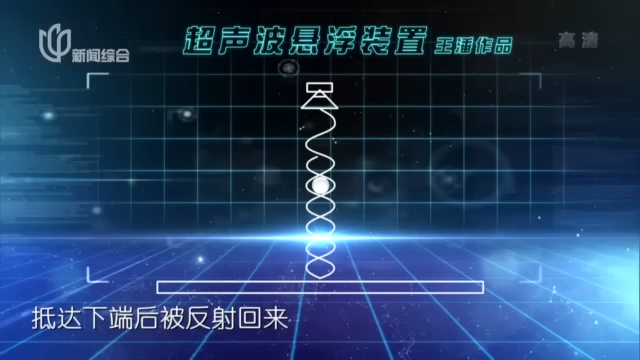 超声波悬浮装置 王潘作品
高清
新闻综合
抵达下端后被反射回来